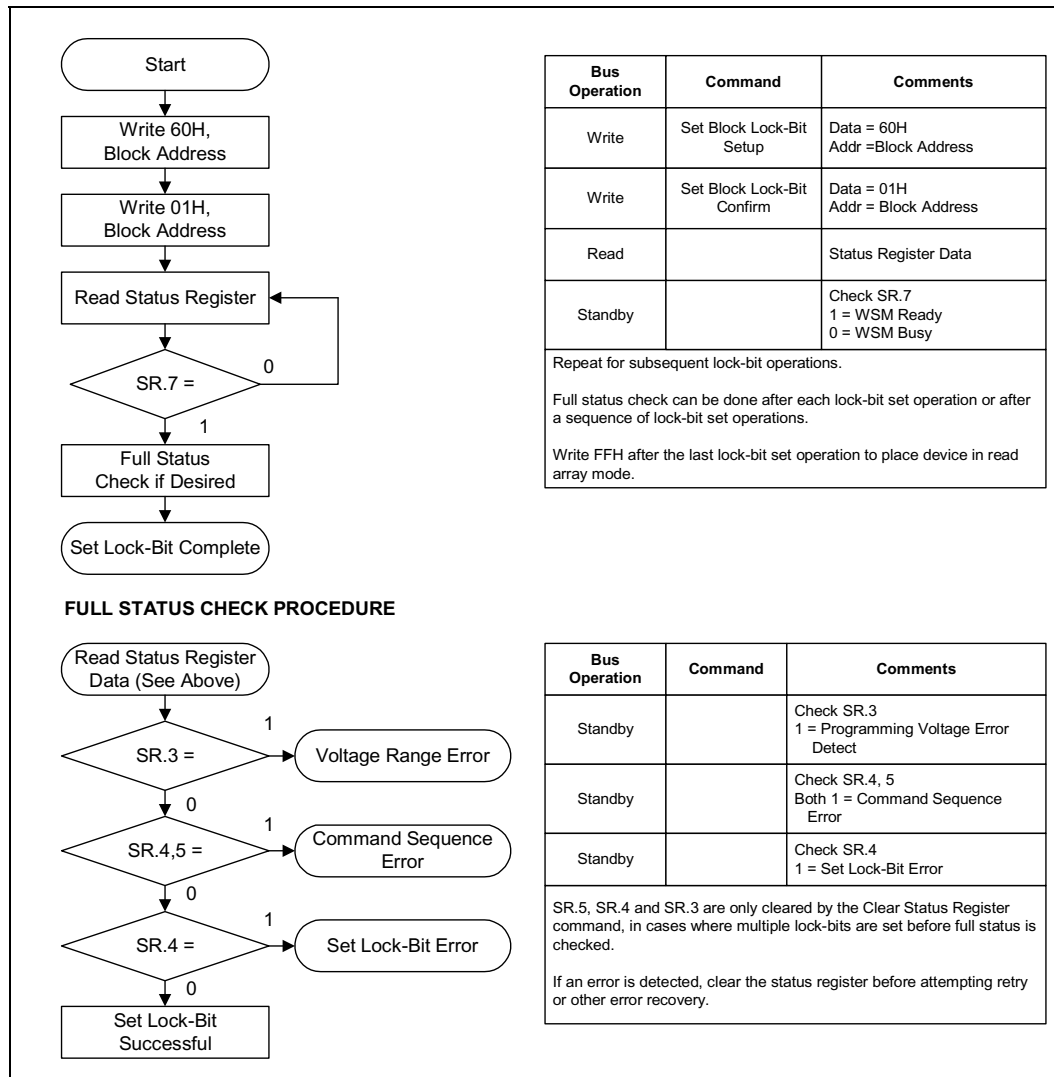 Start
Write 60H,
Block Address
Write 01H,
Block Address
Read Status Register
SR.7 =
0
1
Full Status
Check if Desired
Set Lock-Bit Complete
Bus
Operation
Command
Comments
Write
Set Block Lock-Bit
Setup
Data = 60H
Addr =Block Address
Write
Set Block Lock-Bit
Confirm
Data = 01H
Addr = Block Address
Read
Status Register Data
Standby
Check SR.7
1 = WSM Ready
0 = WSM Busy
Repeat for subsequent lock-bit operations.
Full status check can be done after each lock-bit set operation or after
a sequence of lock-bit set operations.
Write FFH after the last lock-bit set operation to place device in read
array mode.
FULL STATUS CHECK PROCEDURE
Read Status Register
Data (See Above)
SR.3 =
1
Voltage Range Error
0
SR.4,5 =
1
Command Sequence
Error
0
SR.4 =
1
Set Lock-Bit Error
0
Set Lock-Bit
Successful
Bus
Operation
Command
Comments
Standby
Check SR.3
1 = Programming Voltage Error
Detect
Standby
Check SR.4, 5
Both 1 = Command Sequence
Error
Standby
Check SR.4
1 = Set Lock-Bit Error
SR.5, SR.4 and SR.3 are only cleared by the Clear Status Register
command, in cases where multiple lock-bits are set before full status is
checked.
If an error is detected, clear the status register before attempting retry
or other error recovery.